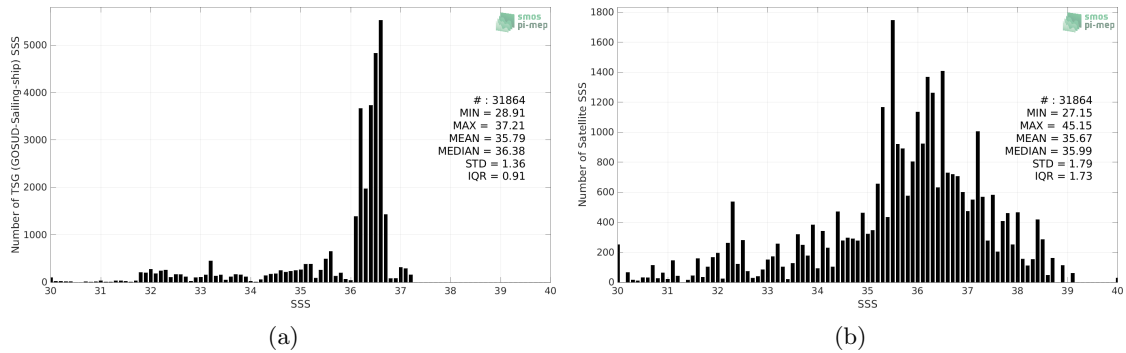 smos
pi-mep
Number of TSG (GOSUD-Sailing-ship) SSS
5000
4000
3000
2000
1000
0
# : 31864
MIN = 28.91
MAX = 37.21
MEAN = 35.79
MEDIAN = 36.38
STD = 1.36
IQR = 0.91
30 31 32 33 34 35 36 37 38 39 40
SSS
(a)
smos
pi-mep
Number of Satellite SSS
1800
1600
1400
1200
1000
800
600
400
200
0
# : 31864
MIN = 27.15
MAX = 45.15
MEAN = 35.67
MEDIAN = 35.99
STD = 1.79
IQR = 1.73
30 31 32 33 34 35 36 37 38 39 40
SSS
(b)